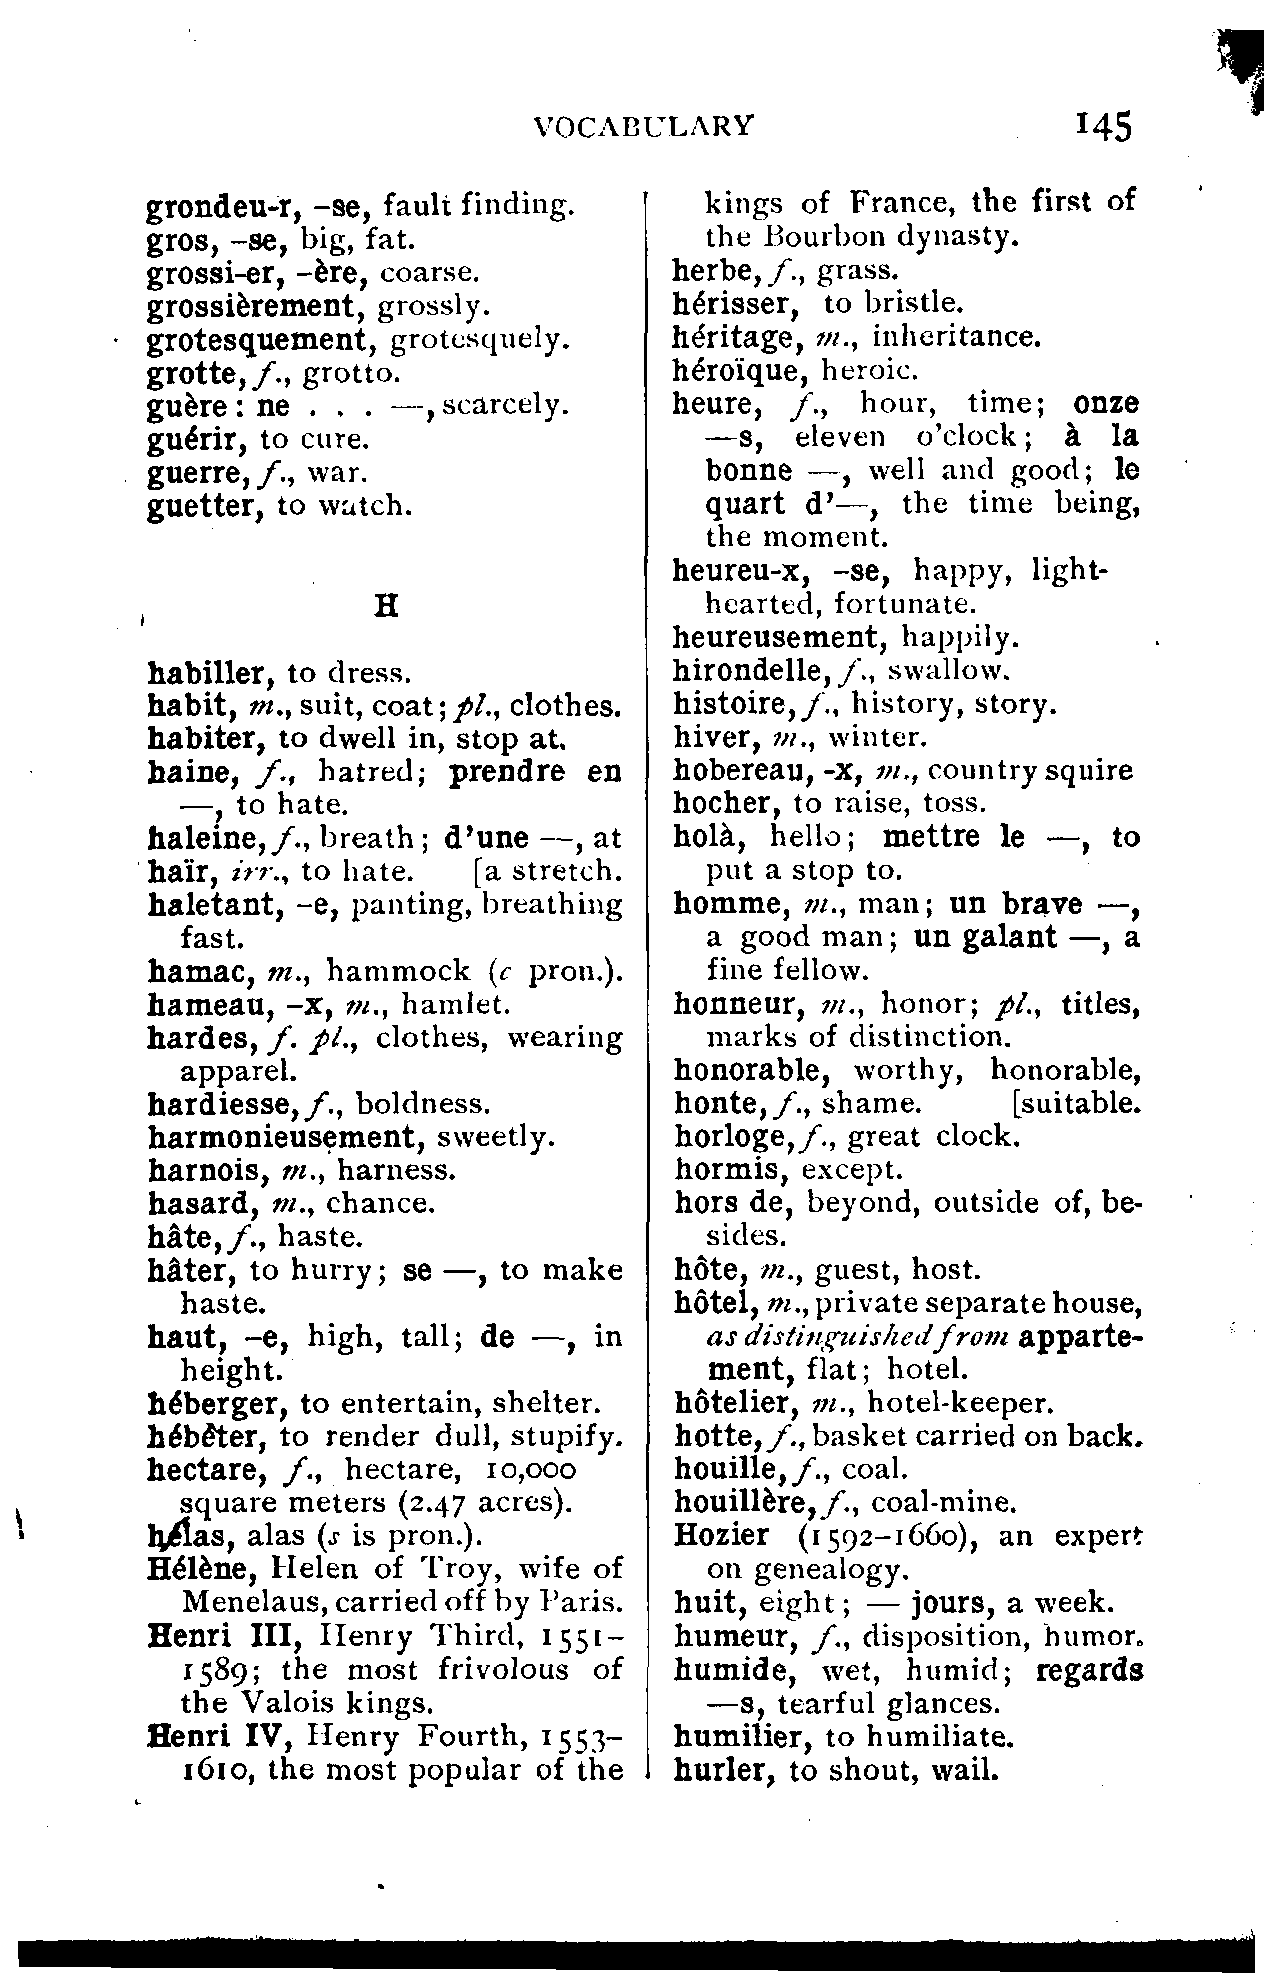 VOCABULARY 145
grondeu-r, –se, fault finding.
gros, –se, big, fat.
grossi-er, –ère, coarse.
grossièrement, grossly.
grotesquement, grotesquely.
grotte, f., grotto.
guère : ne . . . —, scarcely.
guérir, to cure.
guerre, f., war.
guetter, to watch.
H
habiller, to dress.
habit, m., suit, coat; pl., clothes.
habiter, to dwell in, stop at.
haine, f., hatred; prendre en
—, to hate.
haleine, f., breath; d'une —, at
haïr, irr., to hate. [a stretch.
haletant, –e, panting, breathing
fast.
hamac, m., hammock (c pron.).
hameau, –x, m., hamlet.
hardes, f. pl., clothes, wearing
apparel.
hardiesse, f., boldness.
harmonieusement, sweetly.
harnois, m., harness.
hasard, m., chance.
hâte, f., haste.
hâter, to hurry; se —, to make
haste.
haut, –e, high, tall; de —, in
height.
héberger, to entertain, shelter.
hébêter, to render dull, stupify.
hectare, f., hectare, 10,000
square meters (2.47 acres).
hélas, alas (s is pron.).
Hélène, Helen of Troy, wife of
Menelaus, carried off by Paris.
Henri III, Henry Third, 1551–
1589; the most frivolous of
the Valois kings.
Henri IV, Henry Fourth, 1553–
1610, the most popular of the
kings of France, the first of
the Bourbon dynasty.
herbe, f., grass.
hérisser, to bristle.
héritage, m., inheritance.
héroïque, heroic.
heure, f., hour, time; onze
—s, eleven o'clock; à la
bonne —, well and good; le
quart d'—, the time being,
the moment.
heureu-x, –se, happy, light-
hearted, fortunate.
heureusement, happily.
hirondelle, f., swallow.
histoire, f., history, story.
hiver, m., winter.
hobereau, -x, m., country squire
hocher, to raise, toss.
holà, hello; mettre le —, to
put a stop to.
homme, m., man; un brave —,
a good man; un galant —, a
fine fellow.
honneur, m., honor; pl., titles,
marks of distinction.
honorable, worthy, honorable,
honte, f., shame. [suitable.
horloge, f., great clock.
hormis, except.
hors de, beyond, outside of, be-
sides.
hôte, m., guest, host.
hôtel, m., private separate house,
as distinguished from apparte-
ment, flat; hotel.
hôtelier, m., hotel-keeper.
hotte, f., basket carried on back.
houille, f., coal.
houillère, f., coal-mine.
Hozier (1592–1660), an expert
on genealogy.
huit, eight; — jours, a week.
humeur, f., disposition, humor.
humide, wet, humid; regards
—s, tearful glances.
humilier, to humiliate.
hurler, to shout, wail.